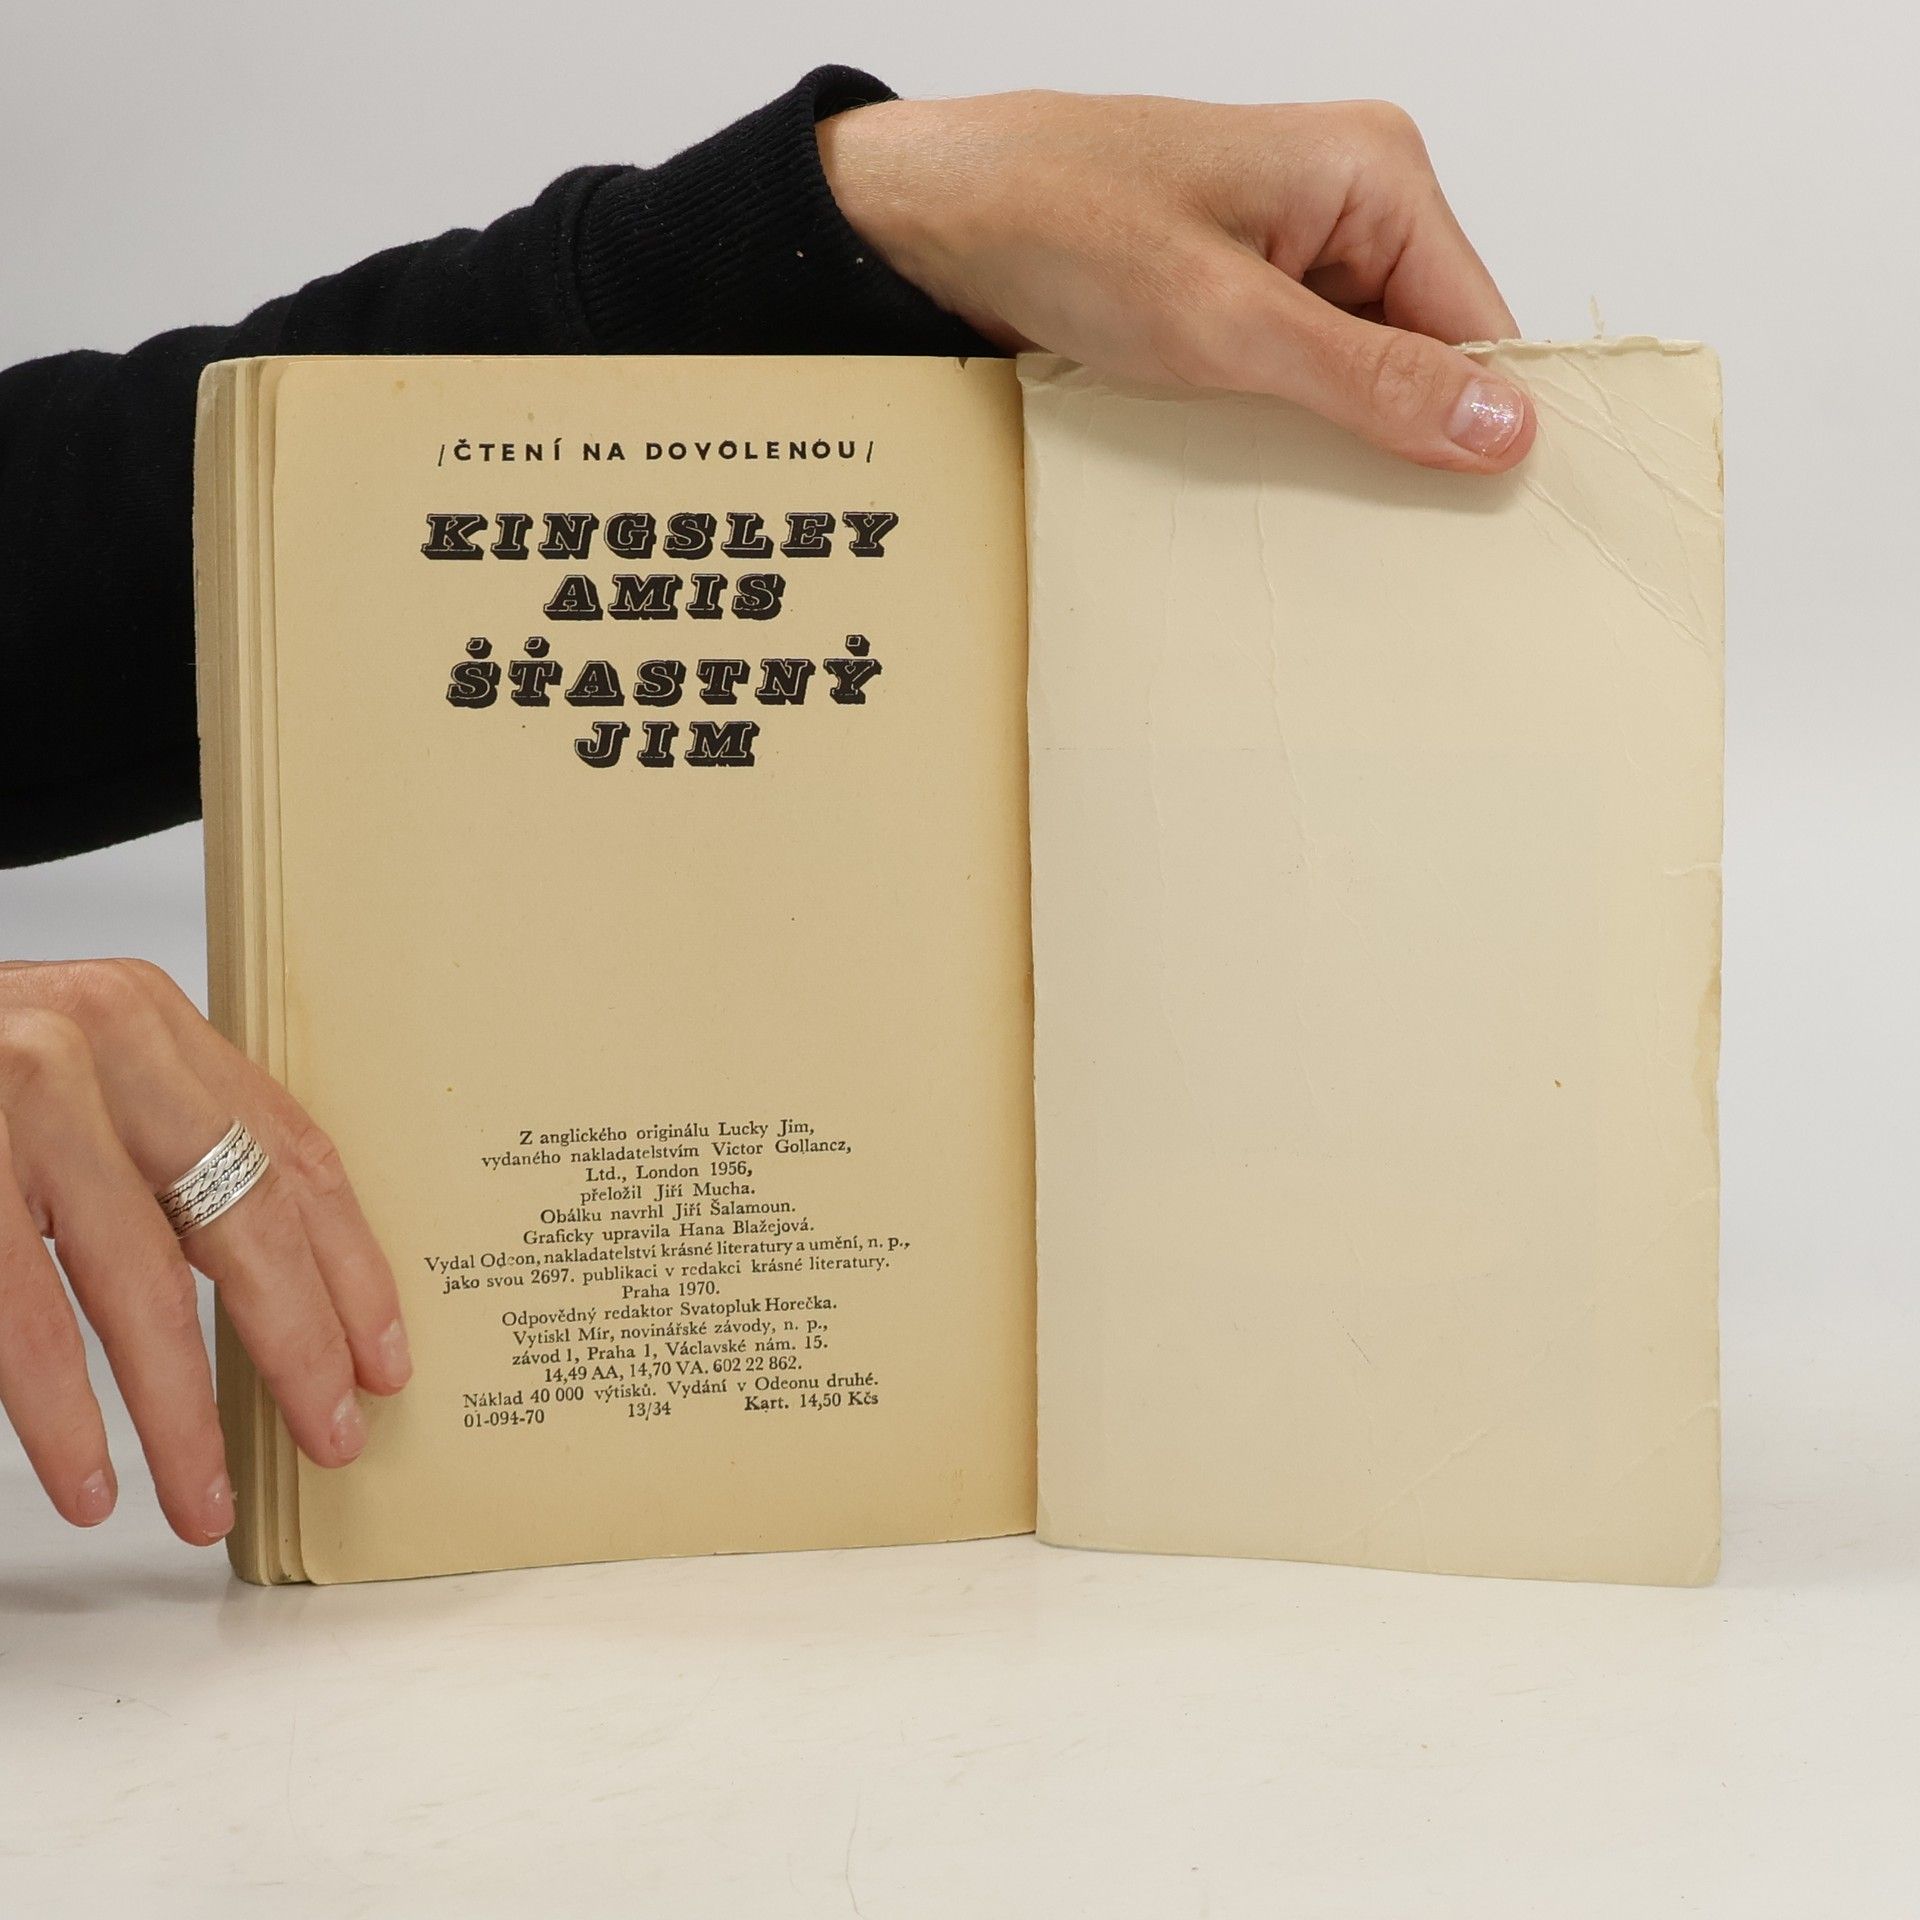 /ČTENÍ NA DOVOLENOU/
KINGSLEY
AMIS
ŠŤASTNÝ
JIM
Z anglického originálu Lucky Jim,
vydaného nakladatelstvím Victor Gollancz,
Ltd., London 1956,
přeložil Jiří Mucha.
Obálku navrhl Jiří Šalamoun.
Graficky upravila Hana Blažejová.
Vydal Odeon, nakladatelství krásné literatury a umění, n. p.,
jako svou 2697. publikaci v redakci krásné literatury.
Praha 1970.
Odpovědný redaktor Svatopluk Horečka.
Vytiskl Mír, novinářské závody, n. p.,
závod 1, Praha 1, Václavské nám. 15.
14,49 AA, 14,70 VA. 602 22 862.
Náklad 40 000 výtisků. Vydání v Odeonu druhé.
01-094-70 13/34 Kart. 14,50 Kčs